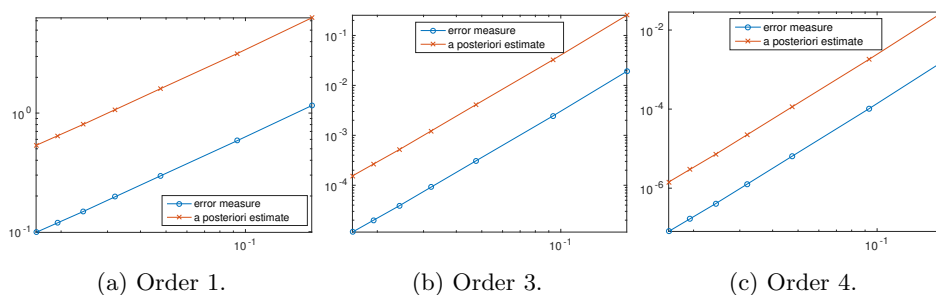 10^0
10^-1
10^-1
error measure
a posteriori estimate
(a) Order 1.
10^-1
10^-2
10^-3
10^-4
10^-1
error measure
a posteriori estimate
(b) Order 3.
10^-2
10^-4
10^-6
10^-1
error measure
a posteriori estimate
(c) Order 4.